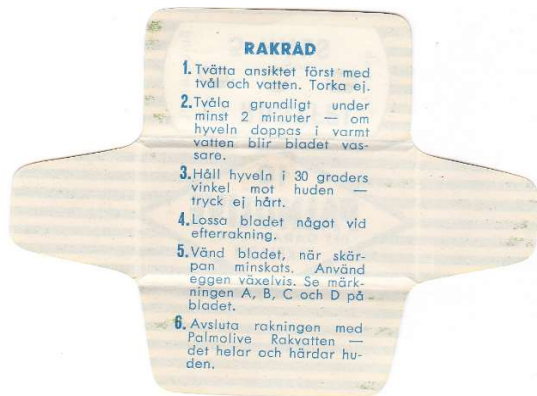 RAKRÅD
1. Tvätta ansiktet först med
tvål och vatten. Torka ej.
2. Tvåla grundligt under
minst 2 minuter — om
hyveln doppas i varmt
vatten blir bladet vas-
sare.
3. Håll hyveln i 30 graders
vinkel mot huden —
tryck ej hårt.
4. Lossa bladet något vid
efterrakning.
5. Vänd bladet, när skär-
pan minskats. Använd
eggen växelvis. Se märk-
ningen A, B, C och D på
bladet.
6. Avsluta rakningen med
Palmolive Rakvatten —
det helar och härdar hu-
den.